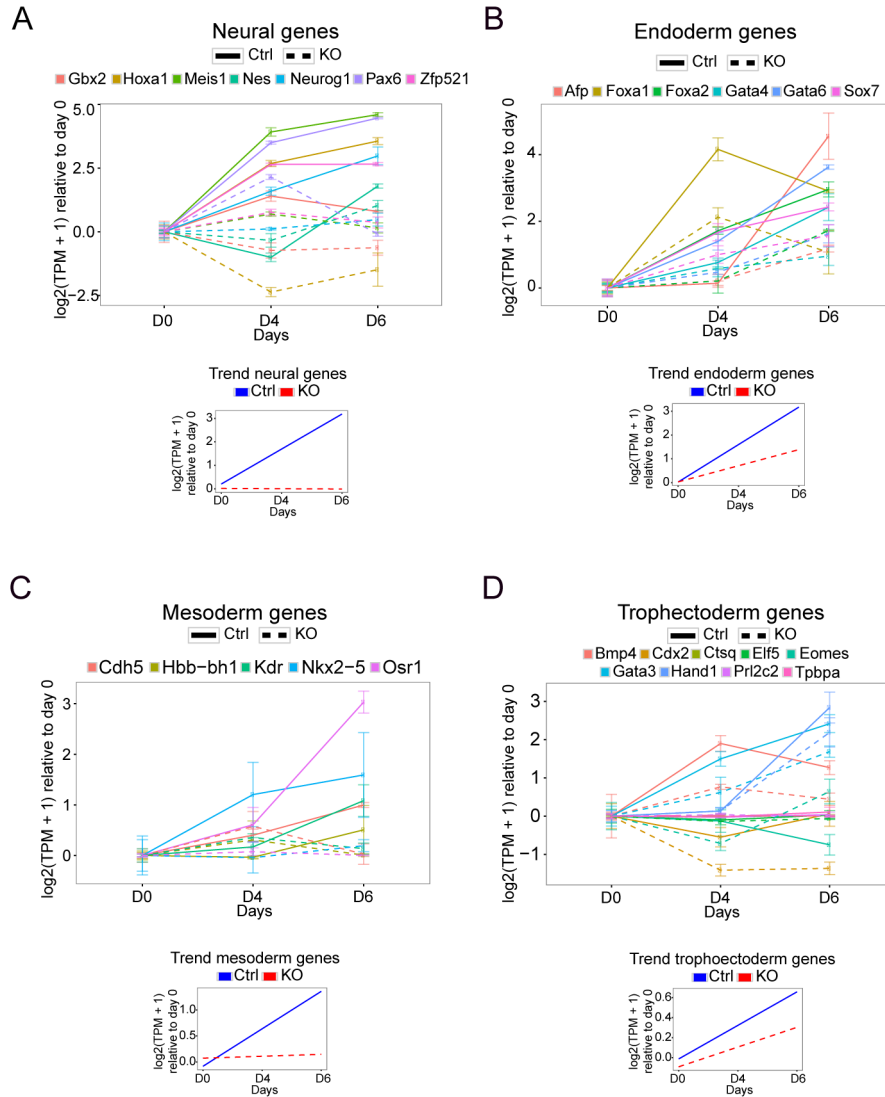 A
Neural genes
Ctrl KO
Gbx2 Hoxa1 Meis1 Nes Neurog1 Pax6 Zfp521
log2(TPM + 1) relative to day 0
5.0
2.5
0.0
−2.5
D0 D4 D6
Days
Trend neural genes
Ctrl KO
log2(TPM + 1)
relative to day 0
3
2
1
0
D0 D4 D6
Days
B
Endoderm genes
Ctrl KO
Afp Foxa1 Foxa2 Gata4 Gata6 Sox7
log2(TPM + 1) relative to day 0
4
2
0
D0 D4 D6
Days
Trend endoderm genes
Ctrl KO
log2(TPM + 1)
relative to day 0
3
2
1
0
D0 D4 D6
Days
C
Mesoderm genes
Ctrl KO
Cdh5 Hbb−bh1 Kdr Nkx2−5 Osr1
log2(TPM + 1) relative to day 0
3
2
1
0
D0 D4 D6
Days
Trend mesoderm genes
Ctrl KO
log2(TPM + 1)
relative to day 0
1.0
0.5
0.0
D0 D4 D6
Days
D
Trophectoderm genes
Ctrl KO
Bmp4 Cdx2 Ctsq Elf5 Eomes
Gata3 Hand1 Prl2c2 Tpbpa
log2(TPM + 1) relative to day 0
3
2
1
0
−1
D0 D4 D6
Days
Trend trophoectoderm genes
Ctrl KO
log2(TPM + 1)
relative to day 0
0.6
0.4
0.2
0.0
D0 D4 D6
Days